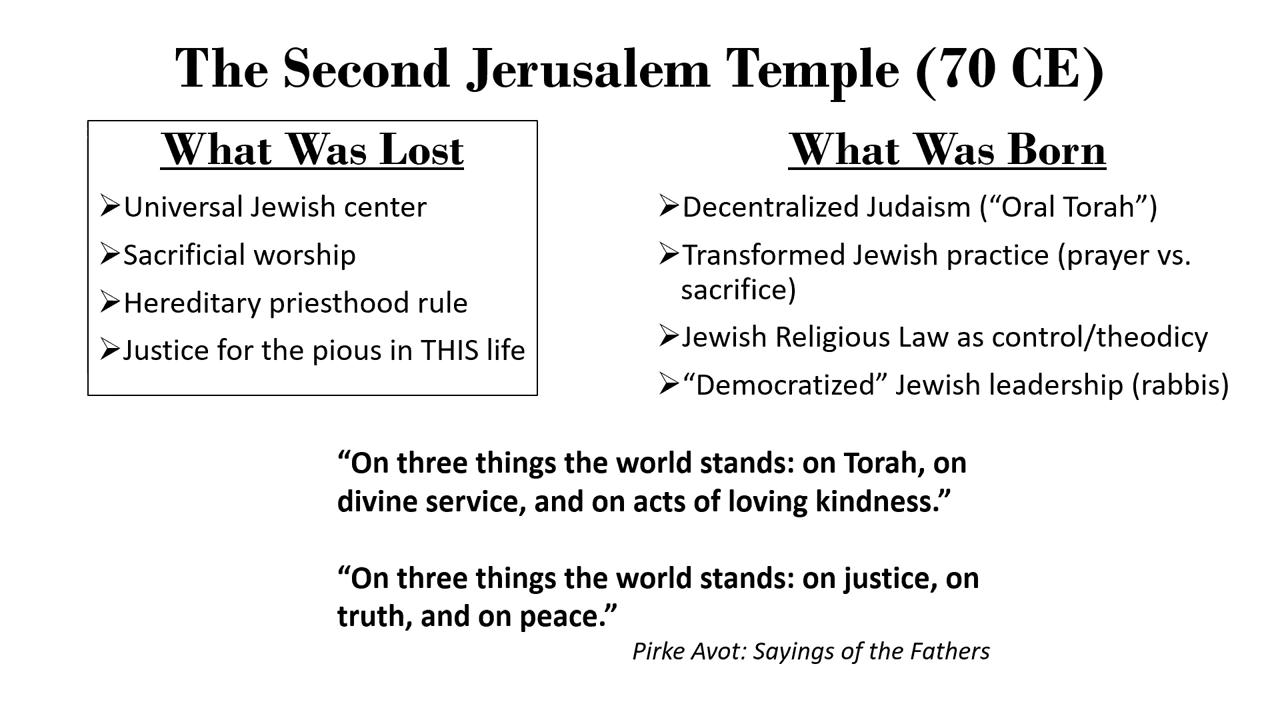 The Second Jerusalem Temple (70 CE)
What Was Lost
➢Universal Jewish center
➢Sacrificial worship
➢Hereditary priesthood rule
➢Justice for the pious in THIS life
What Was Born
➢Decentralized Judaism (“Oral Torah”)
➢Transformed Jewish practice (prayer vs.
sacrifice)
➢Jewish Religious Law as control/theodicy
➢“Democratized” Jewish leadership (rabbis)
“On three things the world stands: on Torah, on
divine service, and on acts of loving kindness.”
“On three things the world stands: on justice, on
truth, and on peace.”
Pirke Avot: Sayings of the Fathers